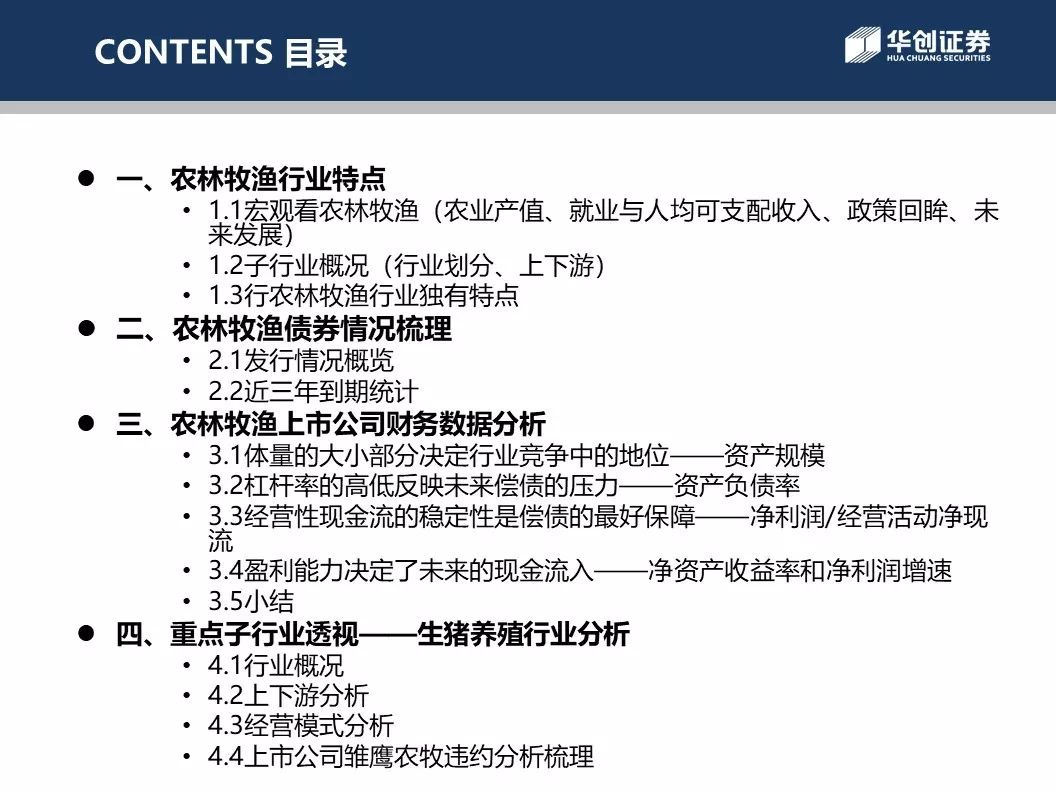 CONTENTS 目录
华创证券
HUA CHUANG SECURITIES
一、农林牧渔行业特点
1.1宏观看农林牧渔（农业产值、就业与人均可支配收入、政策回眸、未
来发展）
1.2子行业概况（行业划分、上下游）
1.3行农林牧渔行业独有特点
二、农林牧渔债券情况梳理
2.1发行情况概览
2.2近三年到期统计
三、农林牧渔上市公司财务数据分析
3.1体量的大小部分决定行业竞争中的地位——资产规模
3.2杠杆率的高低反映未来偿债的压力——资产负债率
3.3经营性现金流的稳定性是偿债的最好保障——净利润/经营活动净现
流
3.4盈利能力决定了未来的现金流入——净资产收益率和净利润增速
3.5小结
四、重点子行业透视——生猪养殖行业分析
4.1行业概况
4.2上下游分析
4.3经营模式分析
4.4上市公司雏鹰农牧违约分析梳理